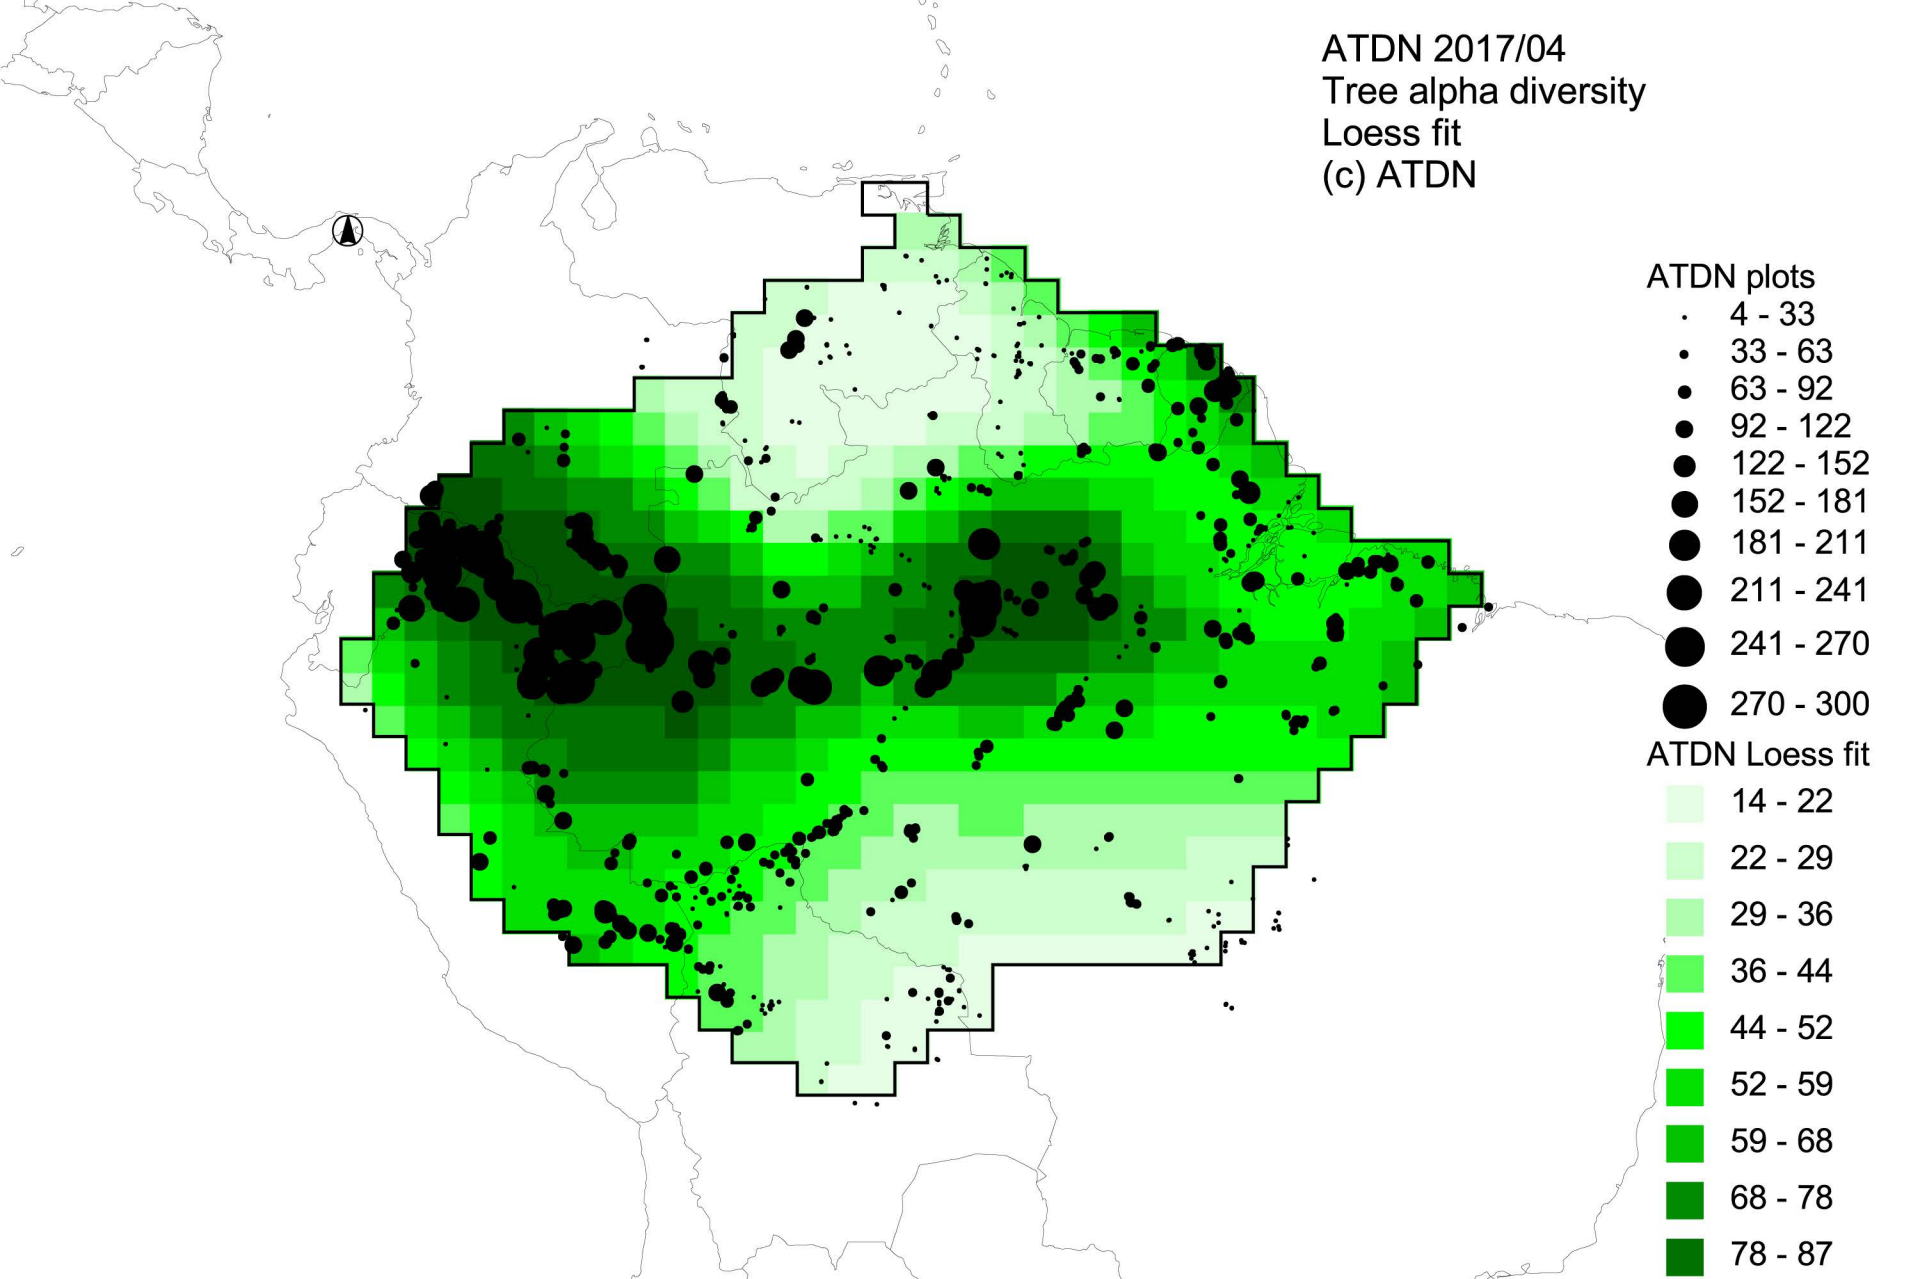 ATDN 2017/04
Tree alpha diversity
Loess fit
(c) ATDN
ATDN plots
4 - 33
33 - 63
63 - 92
92 - 122
122 - 152
152 - 181
181 - 211
211 - 241
241 - 270
270 - 300
ATDN Loess fit
14 - 22
22 - 29
29 - 36
36 - 44
44 - 52
52 - 59
59 - 68
68 - 78
78 - 87